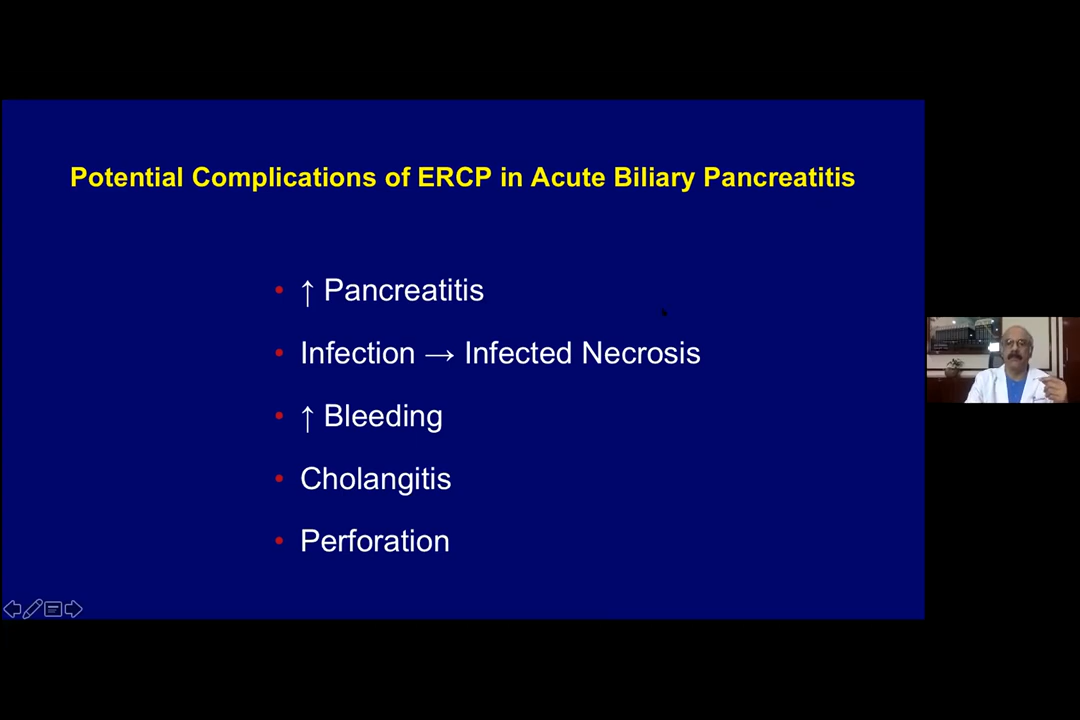 Potential Complications of ERCP in Acute Biliary Pancreatitis
• ↑ Pancreatitis
• Infection → Infected Necrosis
• ↑ Bleeding
• Cholangitis
• Perforation